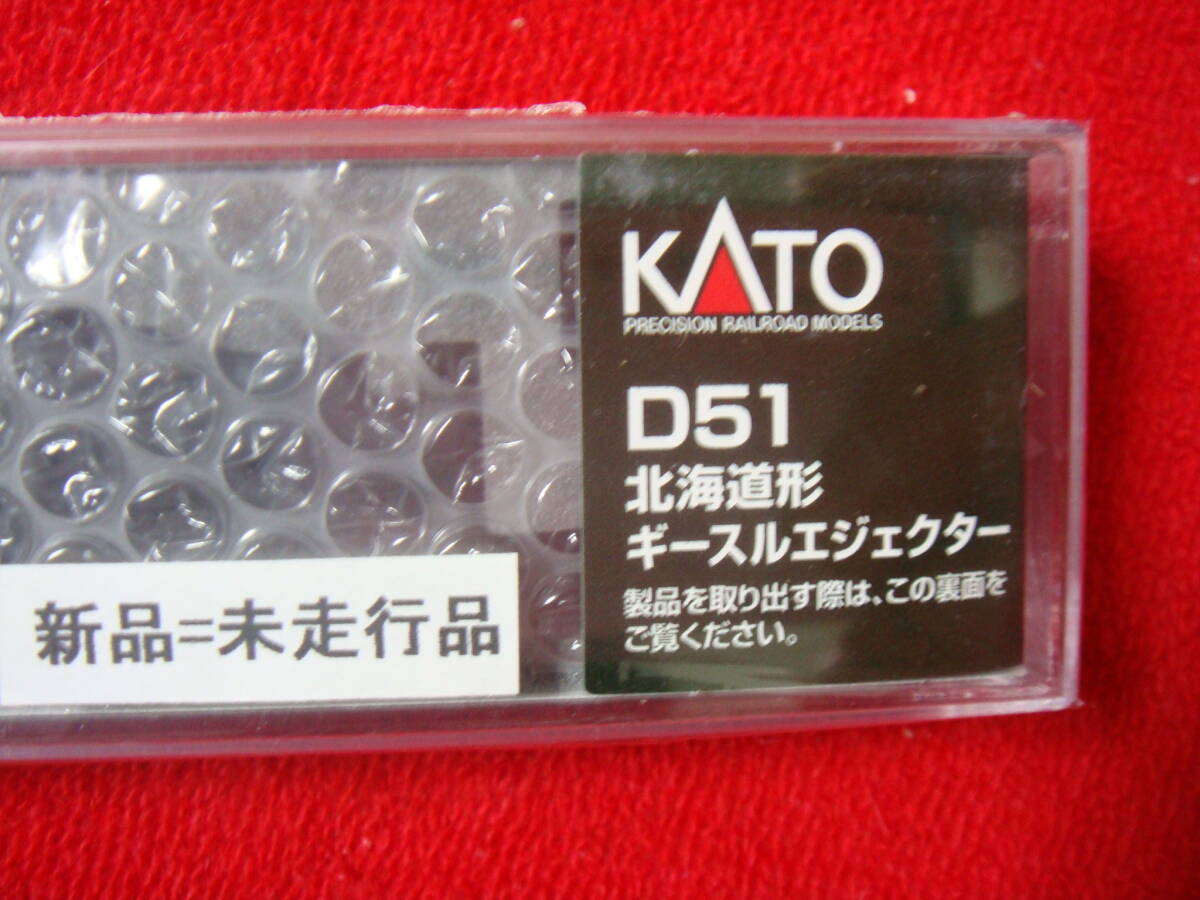 KATO
PRECISION RAILROAD MODELS
D51
北海道形
ギースルエジェクター
製品を取り出す際は、この裏面を
ご覧ください。
新品=未走行品